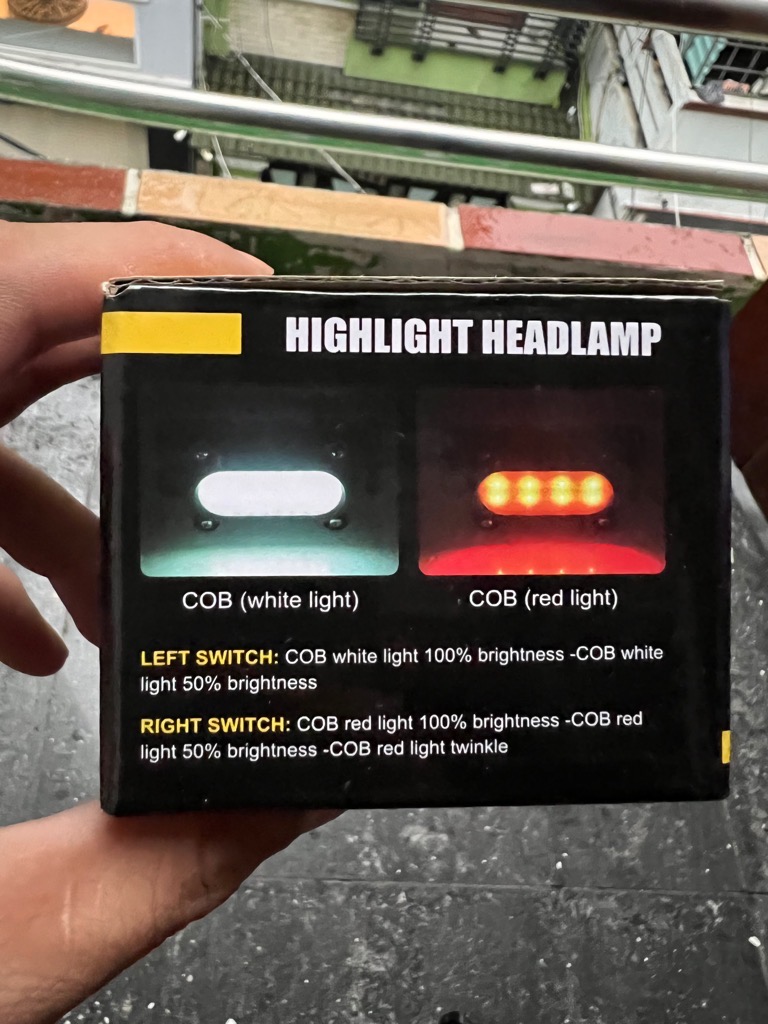 HIGHLIGHT HEADLAMP
COB (white light)
COB (red light)
LEFT SWITCH: COB white light 100% brightness -COB white
light 50% brightness
RIGHT SWITCH: COB red light 100% brightness -COB red
light 50% brightness -COB red light twinkle